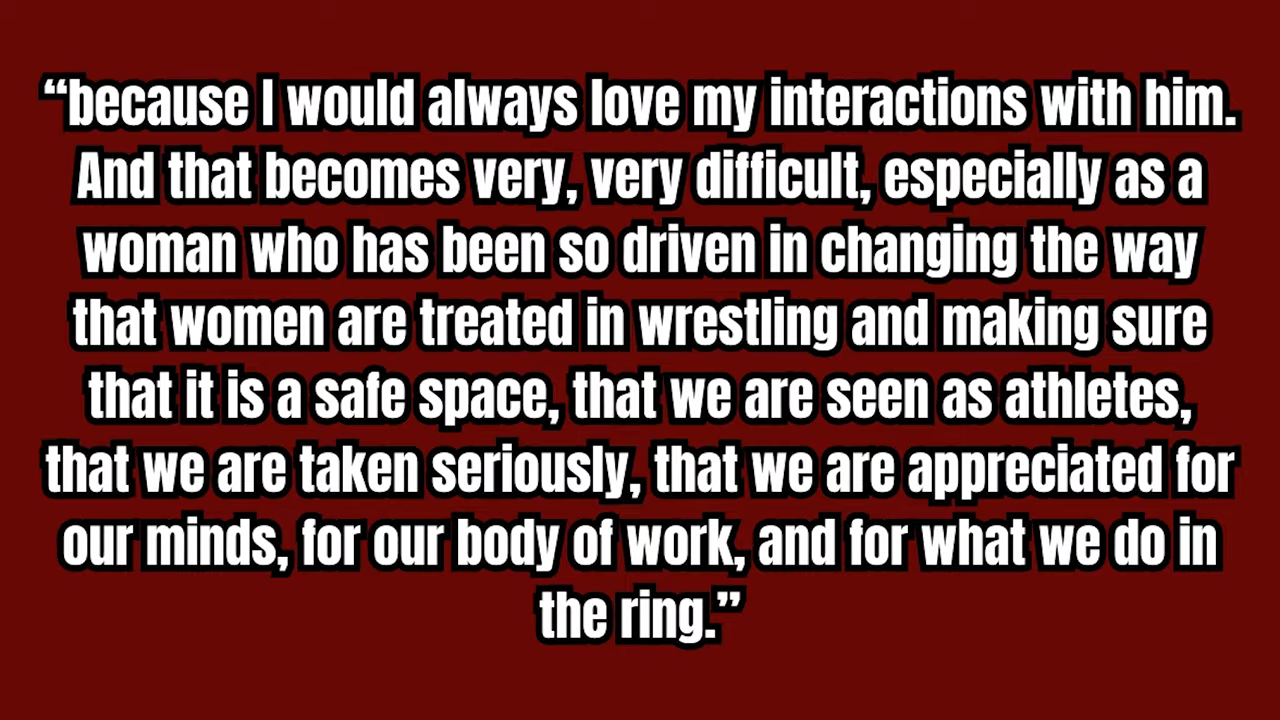 “because I would always love my interactions with him.
And that becomes very, very difficult, especially as a
woman who has been so driven in changing the way
that women are treated in wrestling and making sure
that it is a safe space, that we are seen as athletes,
that we are taken seriously, that we are appreciated for
our minds, for our body of work, and for what we do in
the ring.”